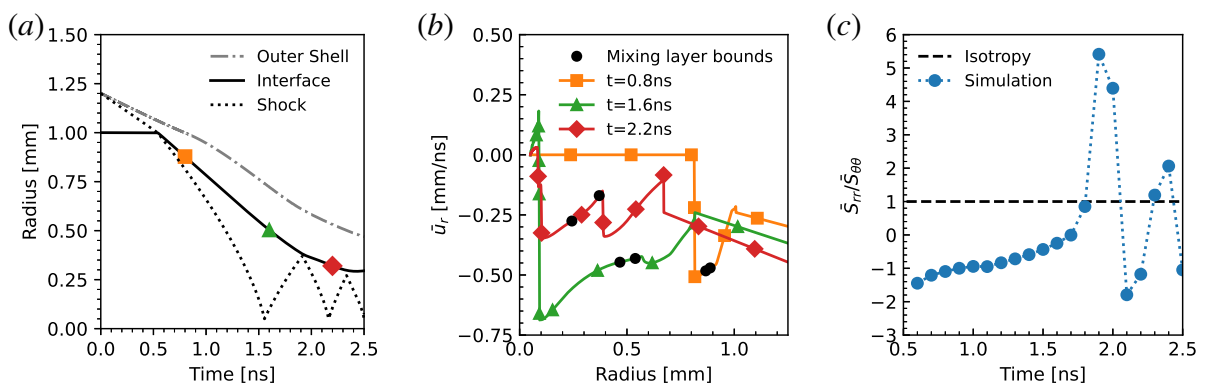 (a)
1.50
1.25
1.00
0.75
0.50
0.25
0.00
Radius [mm]
Outer Shell
Interface
Shock
0.0 0.5 1.0 1.5 2.0 2.5
Time [ns]
(b)
0.50
0.25
0.00
−0.25
−0.50
−0.75
ūᵣ [mm/ns]
Mixing layer bounds
t=0.8ns
t=1.6ns
t=2.2ns
0.0 0.5 1.0
Radius [mm]
(c)
6
5
4
3
2
1
0
−1
−2
−3
S̄rr/S̄θθ
Isotropy
Simulation
0.5 1.0 1.5 2.0 2.5
Time [ns]